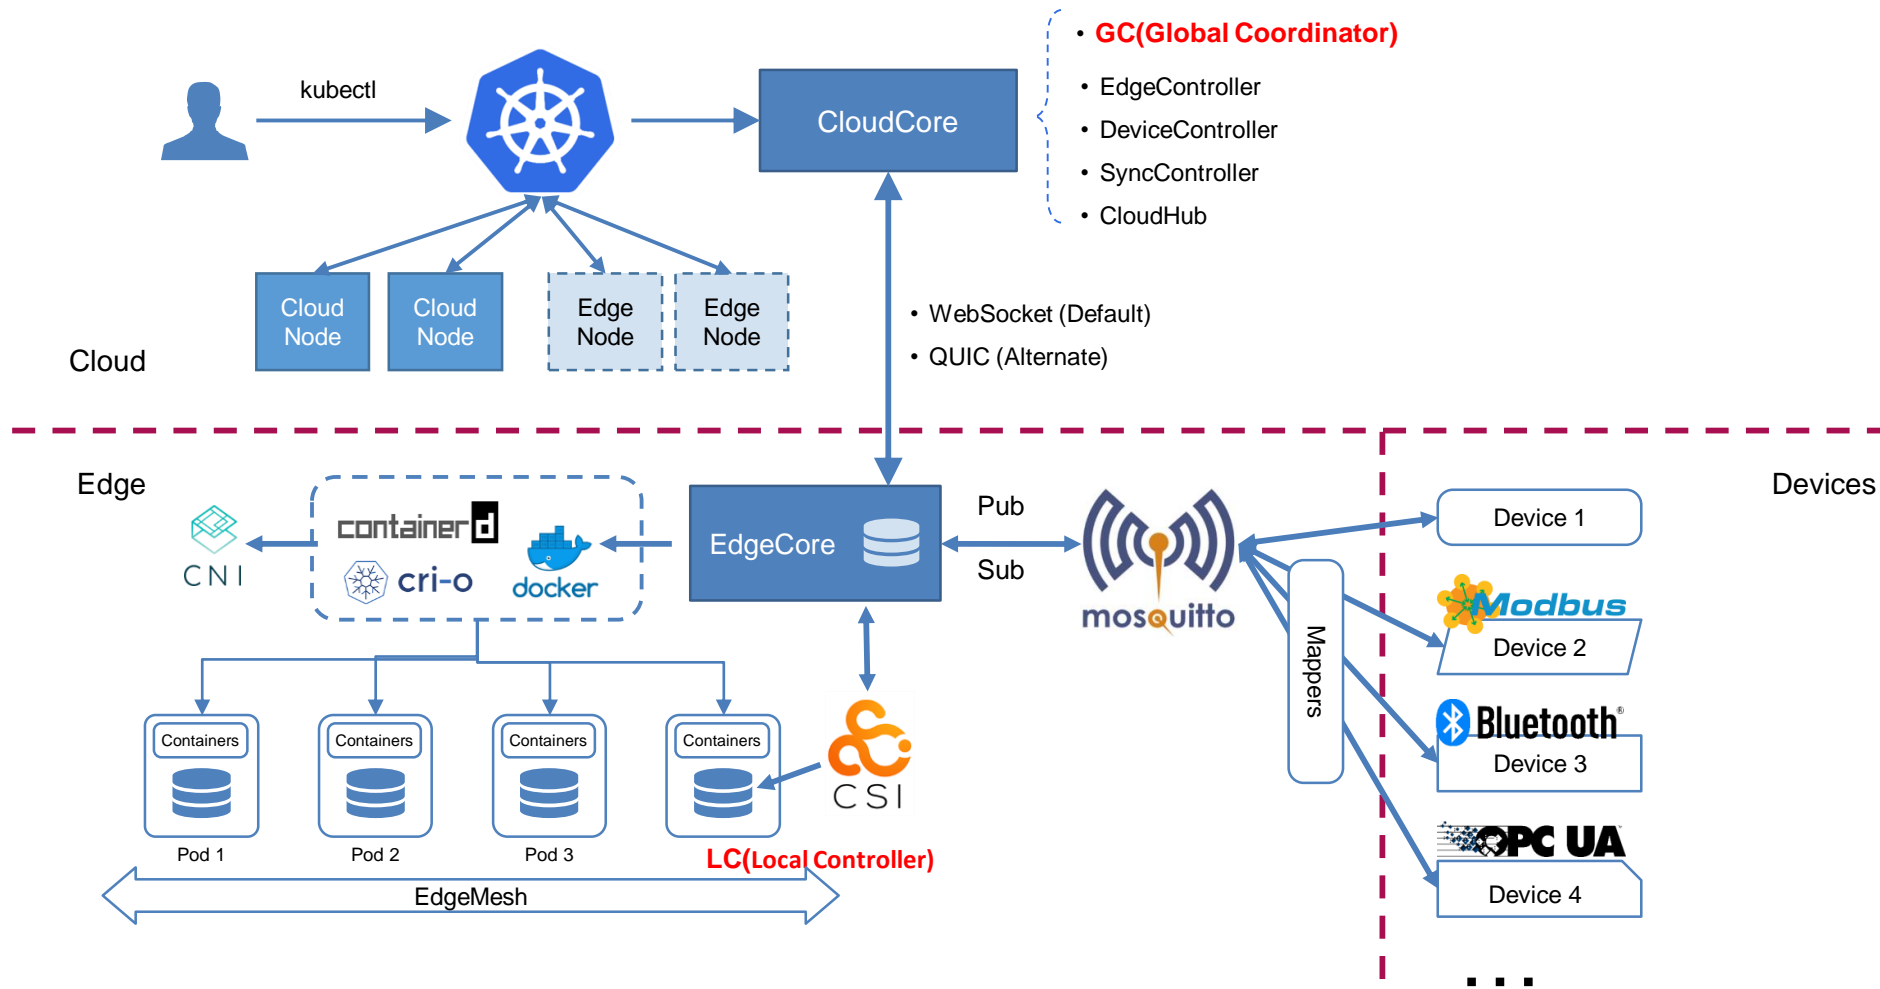 GC(Global Coordinator)
kubectl
EdgeController
CloudCore
DeviceController
SyncController
CloudHub
Cloud
Node
Cloud
Node
Edge
Node
Edge
Node
WebSocket (Default)
QUIC (Alternate)
Cloud
Edge
Devices
containerd
cri-o
docker
CNI
EdgeCore
Pub
Sub
mosquitto
Mappers
Device 1
Modbus
Device 2
Bluetooth®
Device 3
OPC UA
Device 4
Containers
Containers
Containers
Containers
CSI
Pod 1
Pod 2
Pod 3
LC(Local Controller)
EdgeMesh
...